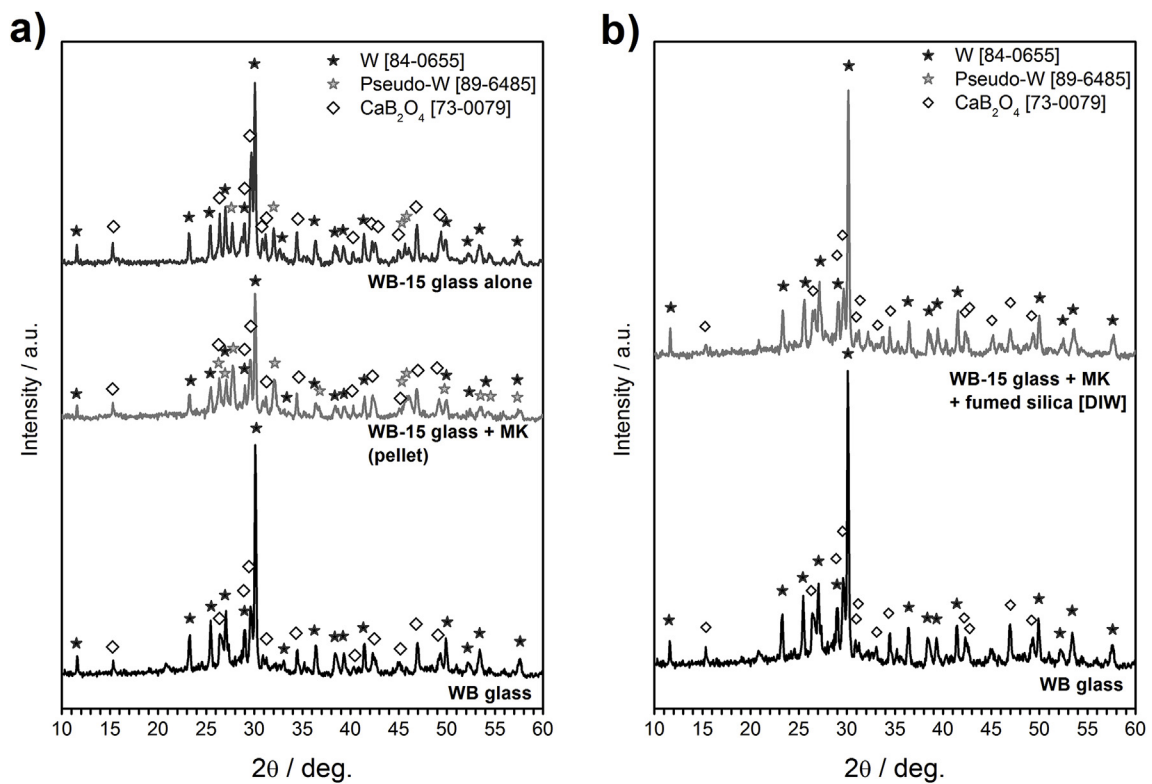 a)
★ W [84-0655]
☆ Pseudo-W [89-6485]
◇ CaB₂O₄ [73-0079]
WB-15 glass alone
WB-15 glass + MK
(pellet)
WB glass
Intensity / a.u.
10 15 20 25 30 35 40 45 50 55 60
2θ / deg.
b)
★ W [84-0655]
☆ Pseudo-W [89-6485]
◇ CaB₂O₄ [73-0079]
WB-15 glass + MK
+ fumed silica [DIW]
WB glass
Intensity / a.u.
10 15 20 25 30 35 40 45 50 55 60
2θ / deg.